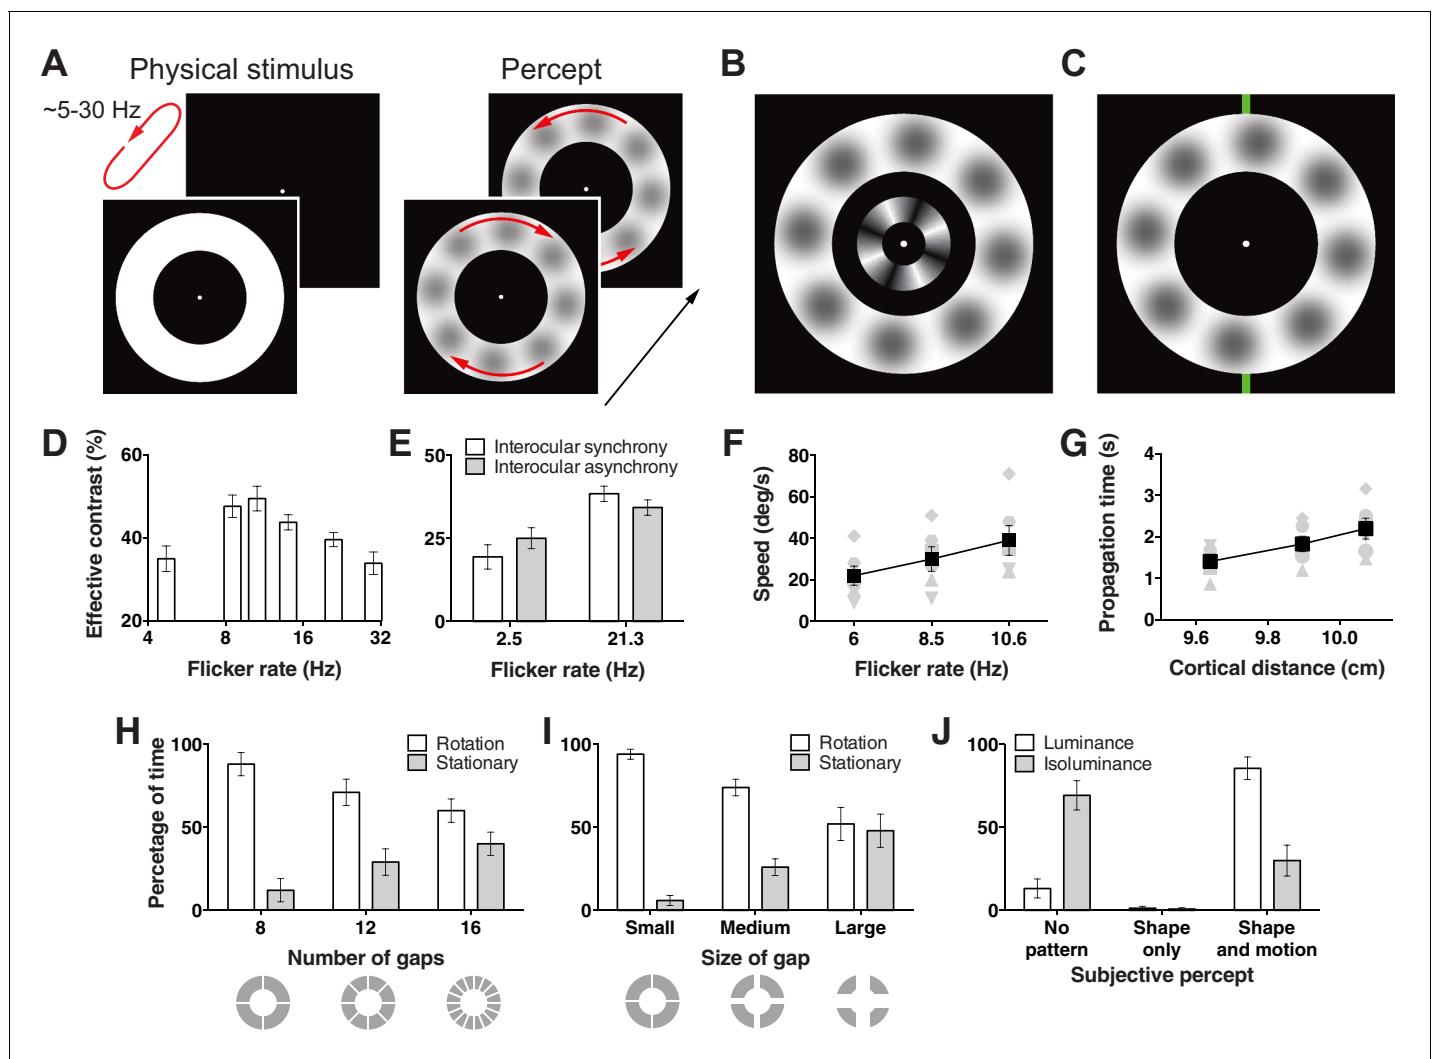 A
Physical stimulus
Percept
~5-30 Hz
B
C
D
Effective contrast (%)
60
40
20
4
8
16
32
Flicker rate (Hz)
E
Interocular synchrony
Interocular asynchrony
50
25
0
2.5
21.3
Flicker rate (Hz)
F
Speed (deg/s)
80
60
40
20
0
6
8.5
10.6
Flicker rate (Hz)
G
Propagation time (s)
4
3
2
1
0
9.6
9.8
10.0
Cortical distance (cm)
H
Percetage of time
100
50
0
Rotation
Stationary
8
12
16
Number of gaps
I
100
50
0
Rotation
Stationary
Small
Medium
Large
Size of gap
J
100
50
0
Luminance
Isoluminance
No
pattern
Shape
only
Shape
and motion
Subjective percept